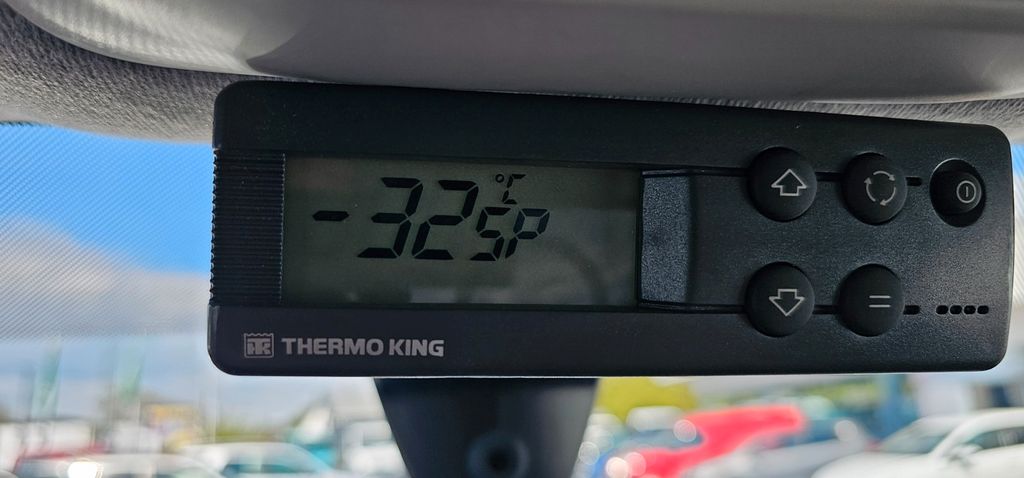 -32 °C SP
THERMO KING